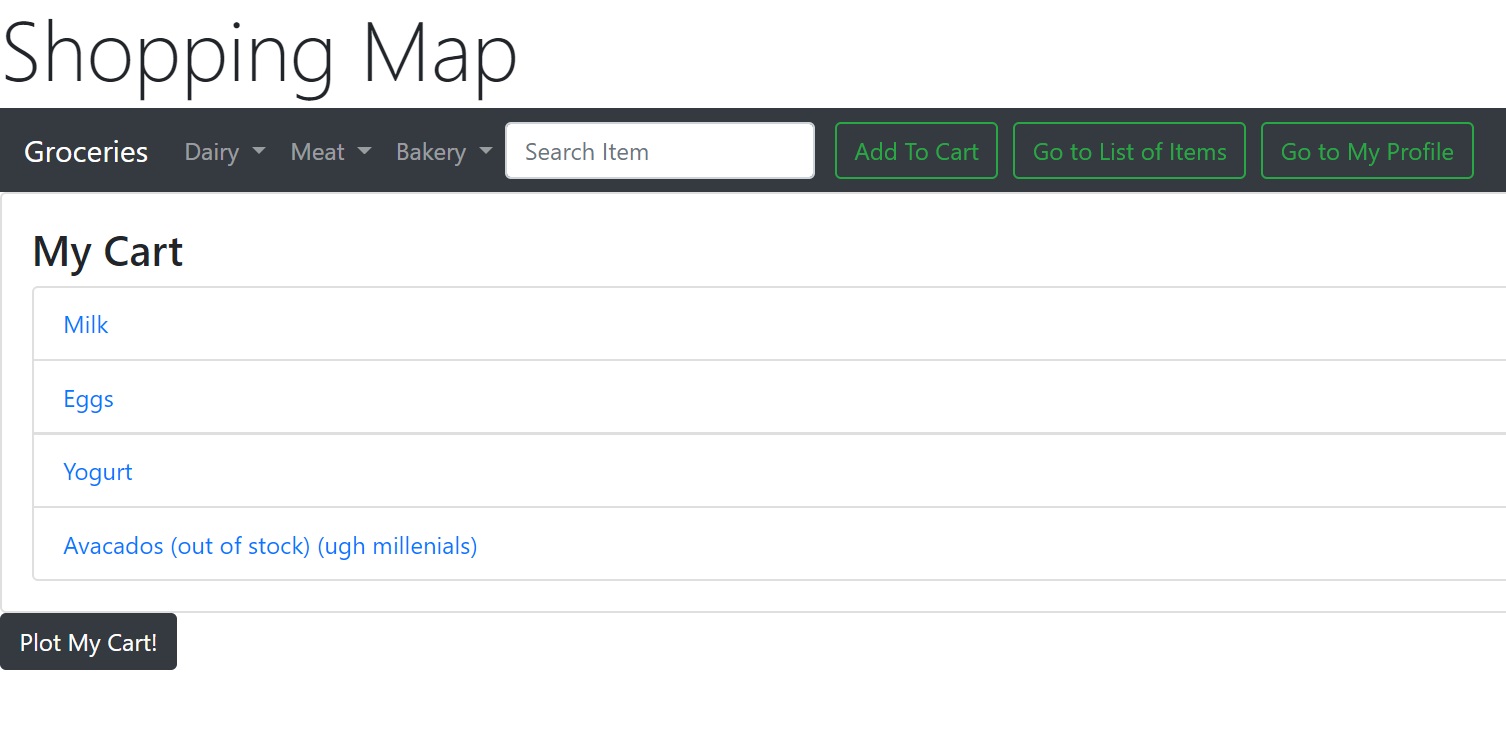 Shopping Map
Groceries Dairy Meat Bakery Search Item Add To Cart Go to List of Items Go to My Profile
My Cart
Milk
Eggs
Yogurt
Avacados (out of stock) (ugh millenials)
Plot My Cart!